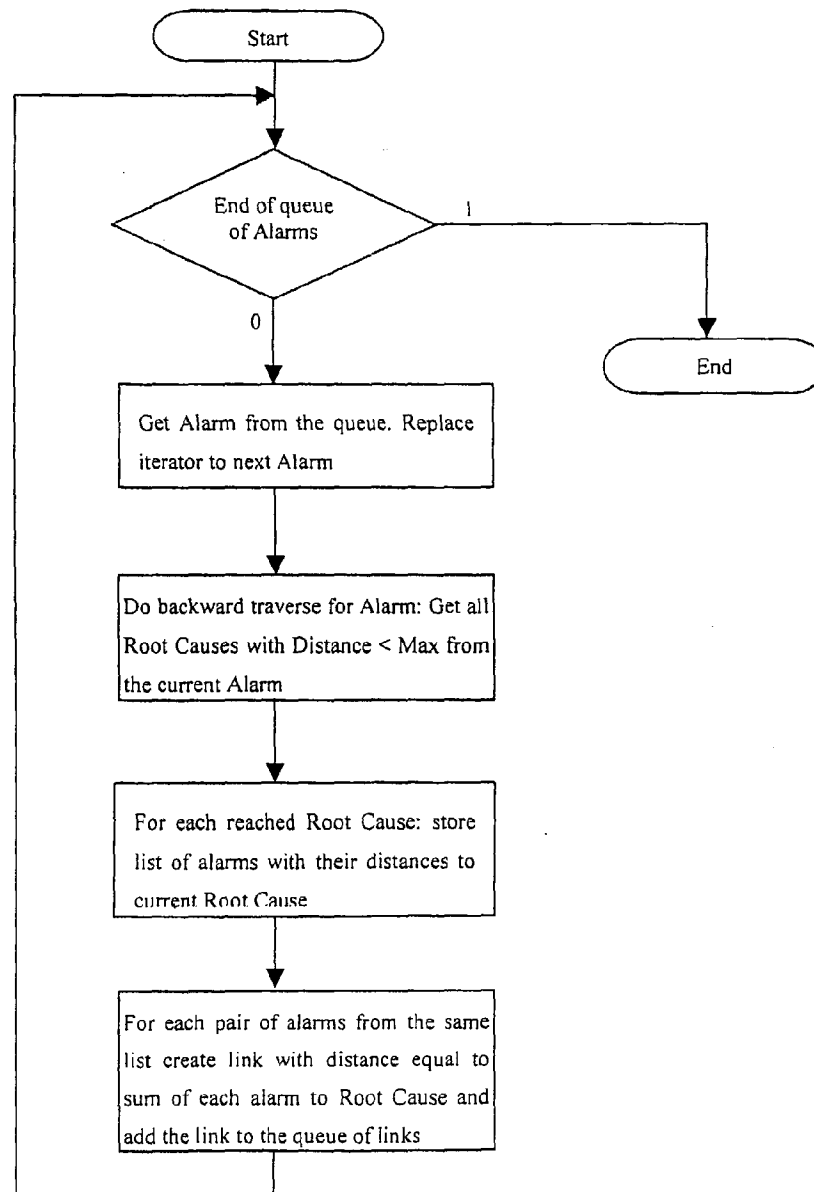 Start
End of queue
of Alarms
1
0
End
Get Alarm from the queue. Replace
iterator to next Alarm
Do backward traverse for Alarm: Get all
Root Causes with Distance < Max from
the current Alarm
For each reached Root Cause: store
list of alarms with their distances to
current Root Cause
For each pair of alarms from the same
list create link with distance equal to
sum of each alarm to Root Cause and
add the link to the queue of links